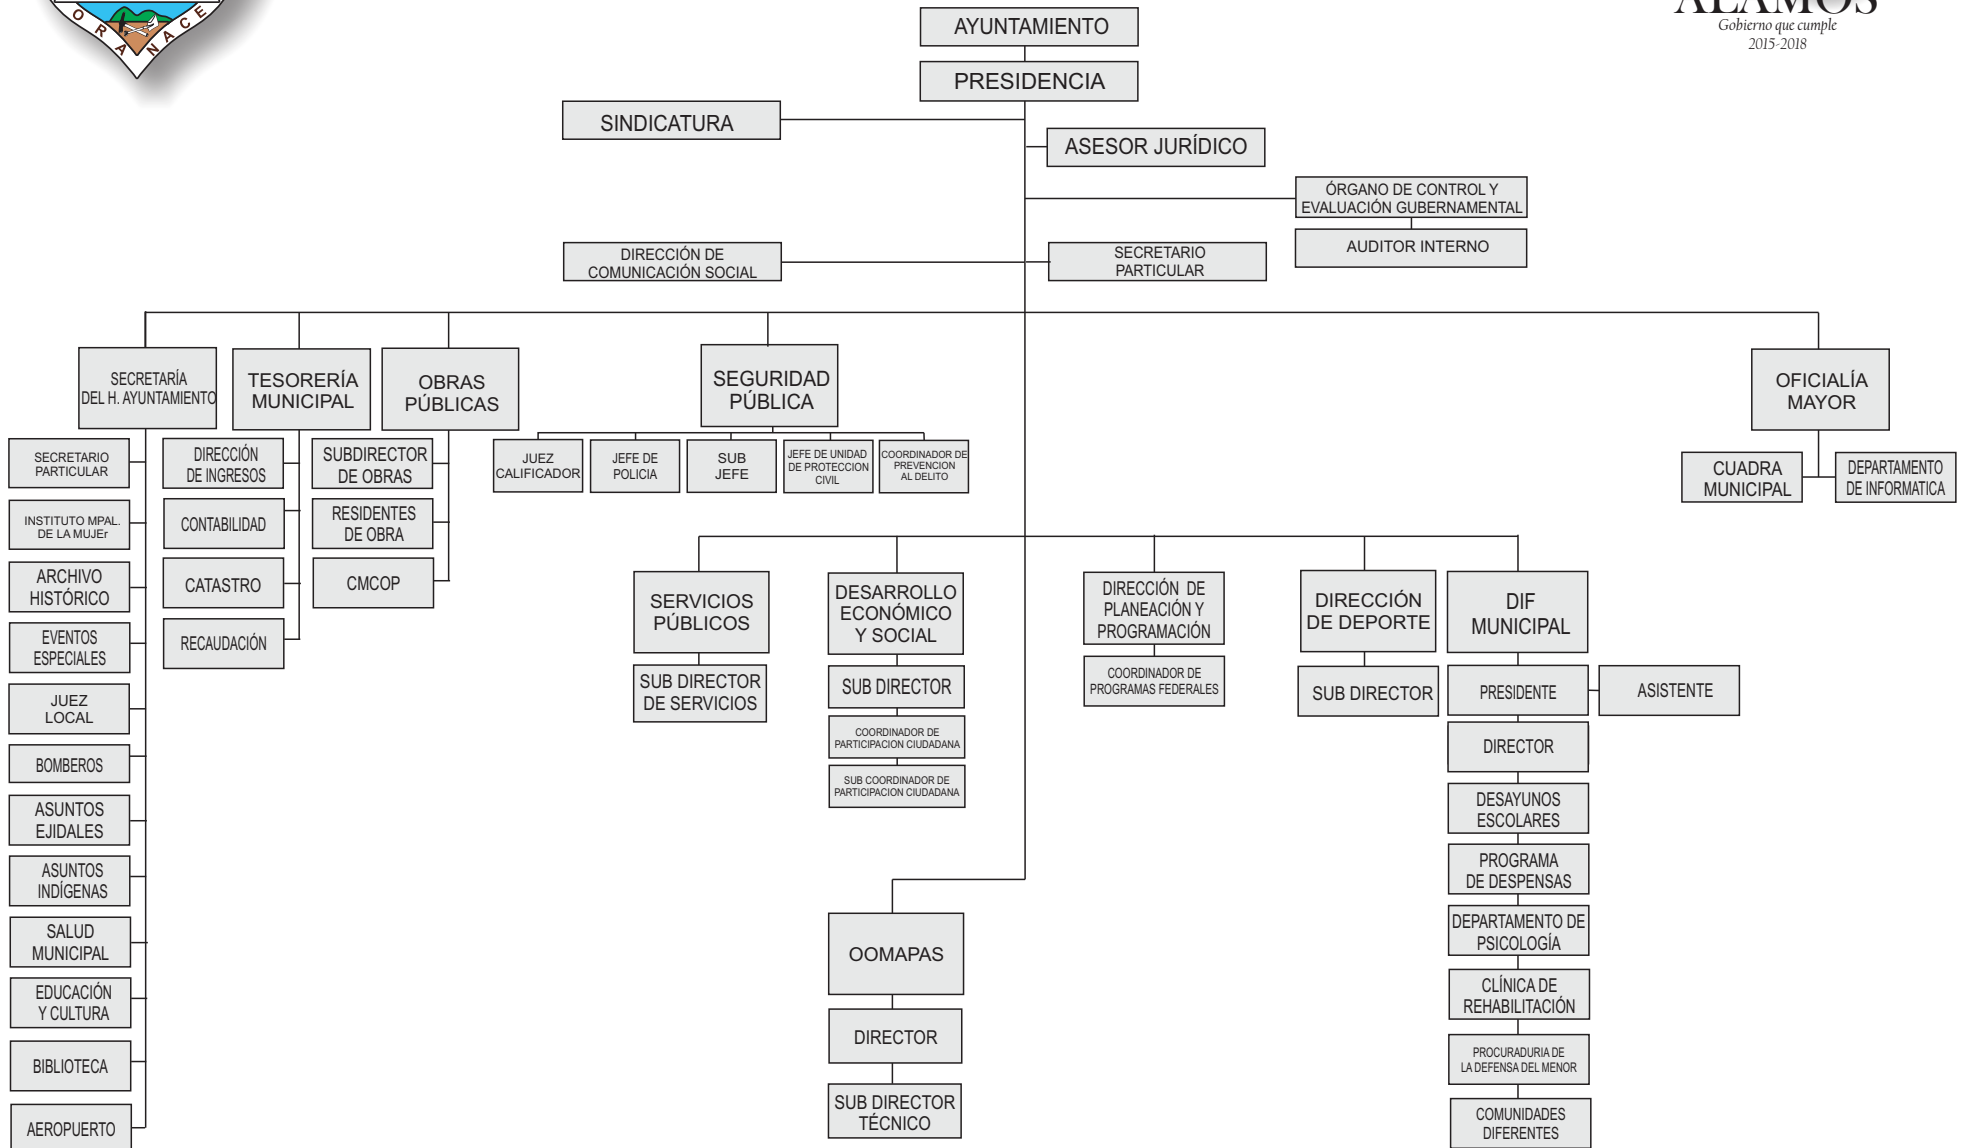 ORANACE
ALAMOS
Gobierno que cumple
2015-2018
AYUNTAMIENTO
PRESIDENCIA
SINDICATURA
ASESOR JURÍDICO
ÓRGANO DE CONTROL Y
EVALUACIÓN GUBERNAMENTAL
AUDITOR INTERNO
DIRECCIÓN DE
COMUNICACIÓN SOCIAL
SECRETARIO
PARTICULAR
SECRETARÍA
DEL H. AYUNTAMIENTO
TESORERÍA
MUNICIPAL
OBRAS
PÚBLICAS
SEGURIDAD
PÚBLICA
OFICIALÍA
MAYOR
SECRETARIO
PARTICULAR
INSTITUTO MPAL.
DE LA MUJEr
ARCHIVO
HISTÓRICO
EVENTOS
ESPECIALES
JUEZ
LOCAL
BOMBEROS
ASUNTOS
EJIDALES
ASUNTOS
INDÍGENAS
SALUD
MUNICIPAL
EDUCACIÓN
Y CULTURA
BIBLIOTECA
AEROPUERTO
DIRECCIÓN
DE INGRESOS
CONTABILIDAD
CATASTRO
RECAUDACIÓN
SUBDIRECTOR
DE OBRAS
RESIDENTES
DE OBRA
CMCOP
JUEZ
CALIFICADOR
JEFE DE
POLICIA
SUB
JEFE
JEFE DE UNIDAD
DE PROTECCION
CIVIL
COORDINADOR DE
PREVENCION
AL DELITO
CUADRA
MUNICIPAL
DEPARTAMENTO
DE INFORMATICA
SERVICIOS
PÚBLICOS
SUB DIRECTOR
DE SERVICIOS
DESARROLLO
ECONÓMICO
Y SOCIAL
SUB DIRECTOR
COORDINADOR DE
PARTICIPACION CIUDADANA
SUB COORDINADOR DE
PARTICIPACION CIUDADANA
DIRECCIÓN DE
PLANEACIÓN Y
PROGRAMACIÓN
COORDINADOR DE
PROGRAMAS FEDERALES
DIRECCIÓN
DE DEPORTE
SUB DIRECTOR
DIF
MUNICIPAL
PRESIDENTE
ASISTENTE
DIRECTOR
DESAYUNOS
ESCOLARES
PROGRAMA
DE DESPENSAS
DEPARTAMENTO DE
PSICOLOGÍA
CLÍNICA DE
REHABILITACIÓN
PROCURADURIA DE
LA DEFENSA DEL MENOR
COMUNIDADES
DIFERENTES
OOMAPAS
DIRECTOR
SUB DIRECTOR
TÉCNICO